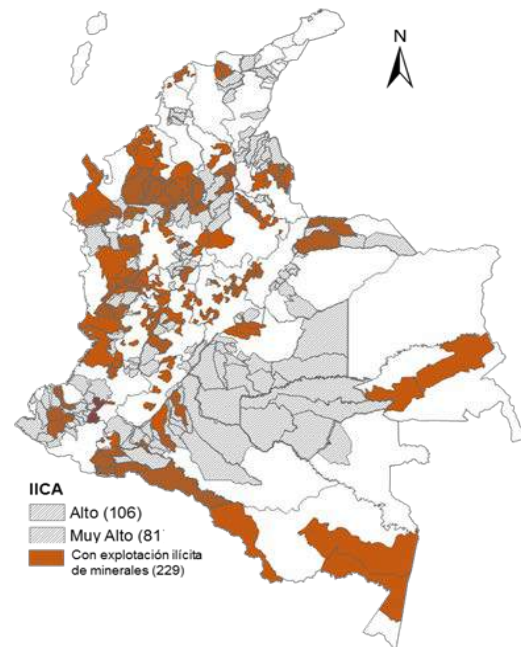 N
IICA
Alto (106)
Muy Alto (81
Con explotación ilícita
de minerales (229)